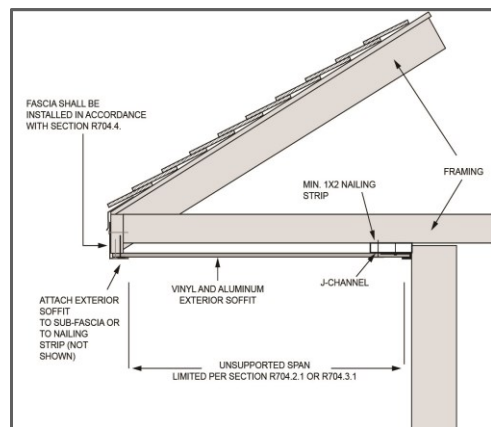 FASCIA SHALL BE
INSTALLED IN ACCORDANCE
WITH SECTION R704.4.
MIN. 1X2 NAILING
STRIP
FRAMING
J-CHANNEL
VINYL AND ALUMINUM
EXTERIOR SOFFIT
ATTACH EXTERIOR
SOFFIT
TO SUB-FASCIA OR
TO NAILING
STRIP (NOT
SHOWN)
UNSUPPORTED SPAN
LIMITED PER SECTION R704.2.1 OR R704.3.1